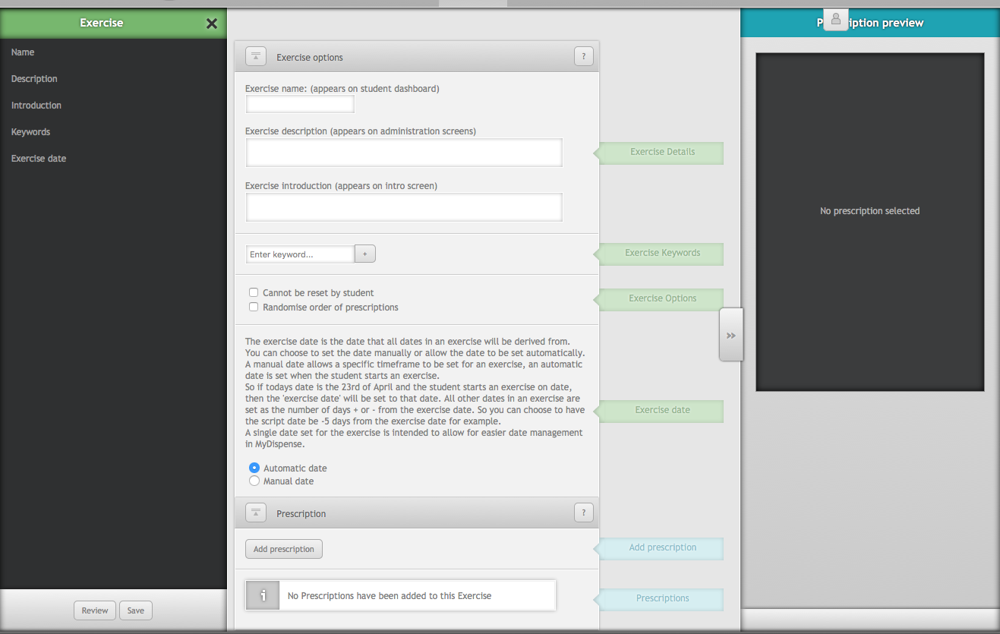 Exercise
Name
Description
Introduction
Keywords
Exercise date
Review
Save
Exercise options
?
Exercise name: (appears on student dashboard)
Exercise description (appears on administration screens)
Exercise introduction (appears on intro screen)
Enter keyword...
+
Cannot be reset by student
Randomise order of prescriptions
The exercise date is the date that all dates in an exercise will be derived from.
You can choose to set the date manually or allow the date to be set automatically.
A manual date allows a specific timeframe to be set for an exercise, an automatic
date is set when the student starts an exercise.
So if todays date is the 23rd of April and the student starts an exercise on date,
then the 'exercise date' will be set to that date. All other dates in an exercise are
set as the number of days + or - from the exercise date. So you can choose to have
the script date be -5 days from the exercise date for example.
A single date set for the exercise is intended to allow for easier date management
in MyDispense.
Automatic date
Manual date
Prescription
?
Add prescription
i
No Prescriptions have been added to this Exercise
Exercise Details
Exercise Keywords
Exercise Options
Exercise date
Add prescription
Prescriptions
»
preview
No prescription selected